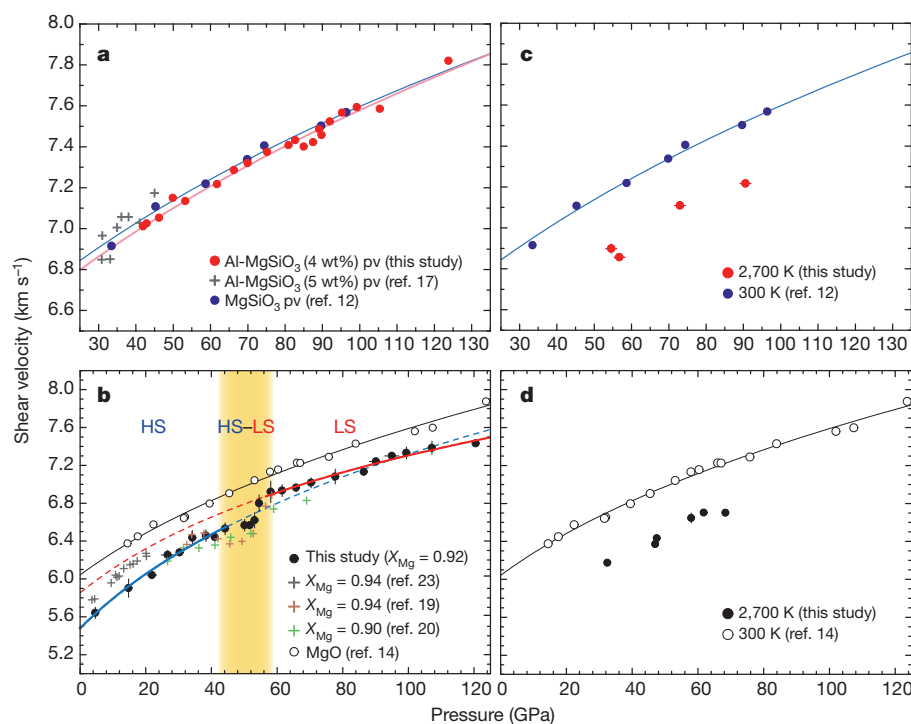 Shear velocity (km s⁻¹)
a
8.0
7.8
7.6
7.4
7.2
7.0
6.8
6.6
Al-MgSiO₃ (4 wt%) pv (this study)
Al-MgSiO₃ (5 wt%) pv (ref. 17)
MgSiO₃ pv (ref. 12)
30 40 50 60 70 80 90 100 110 120 130
c
2,700 K (this study)
300 K (ref. 12)
30 40 50 60 70 80 90 100 110 120 130
b
8.0
7.6
7.2
6.8
6.4
6.0
5.6
5.2
HS
HS–LS
LS
This study (XMg = 0.92)
XMg = 0.94 (ref. 23)
XMg = 0.94 (ref. 19)
XMg = 0.90 (ref. 20)
MgO (ref. 14)
0 20 40 60 80 100 120
d
2,700 K (this study)
300 K (ref. 14)
0 20 40 60 80 100 120
Pressure (GPa)